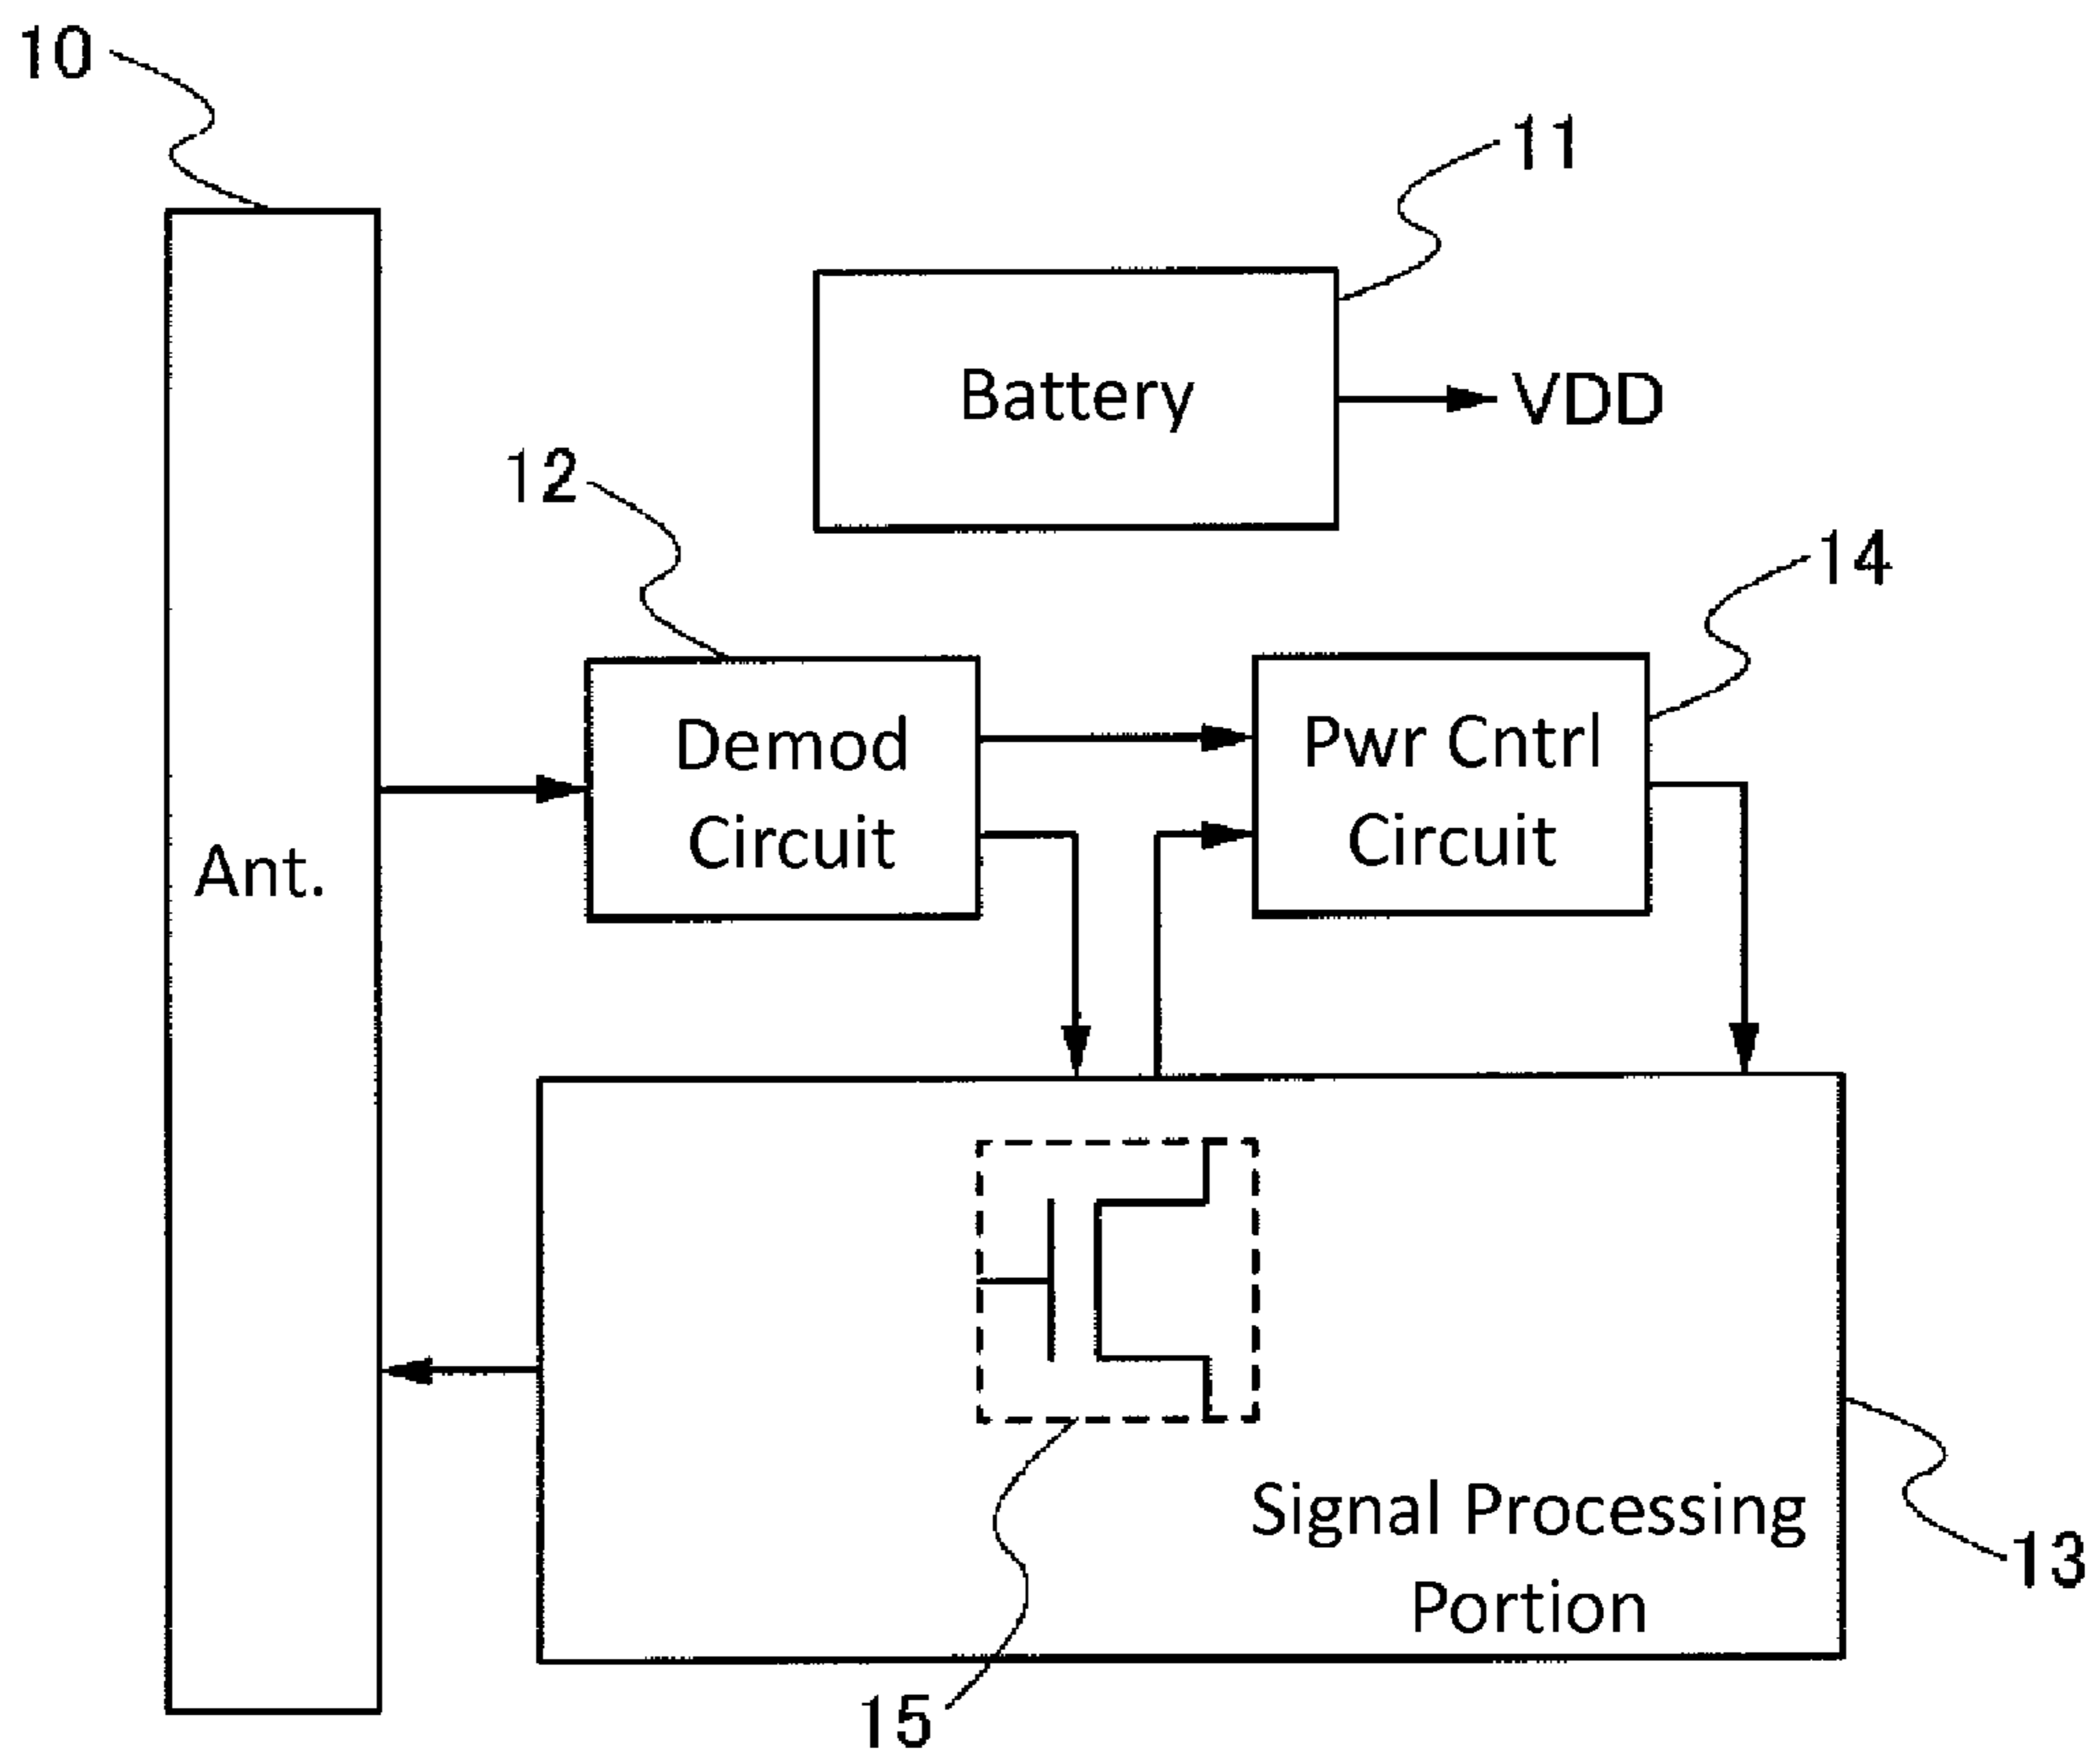 10
11
Battery
VDD
12
14
Demod
Circuit
Pwr Cntrl
Circuit
Ant.
Signal Processing
Portion
13
15